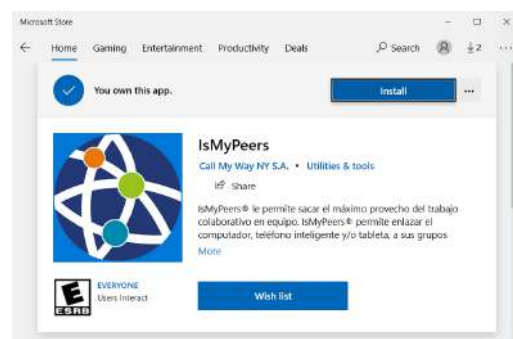 Microsoft Store
Home Gaming Entertainment Productivity Deals Search 2
You own this app.
Install
IsMyPeers
Call My Way NY S.A. • Utilities & tools
Share
ISMyPeers® le permite sacar el máximo provecho del trabajo
colaborativo en equipo. ISMyPeers® permite enlazar el
computador, teléfono inteligente y/o tableta, a sus grupos
More
EVERYONE
Users Interact
E
ESRB
Wish list